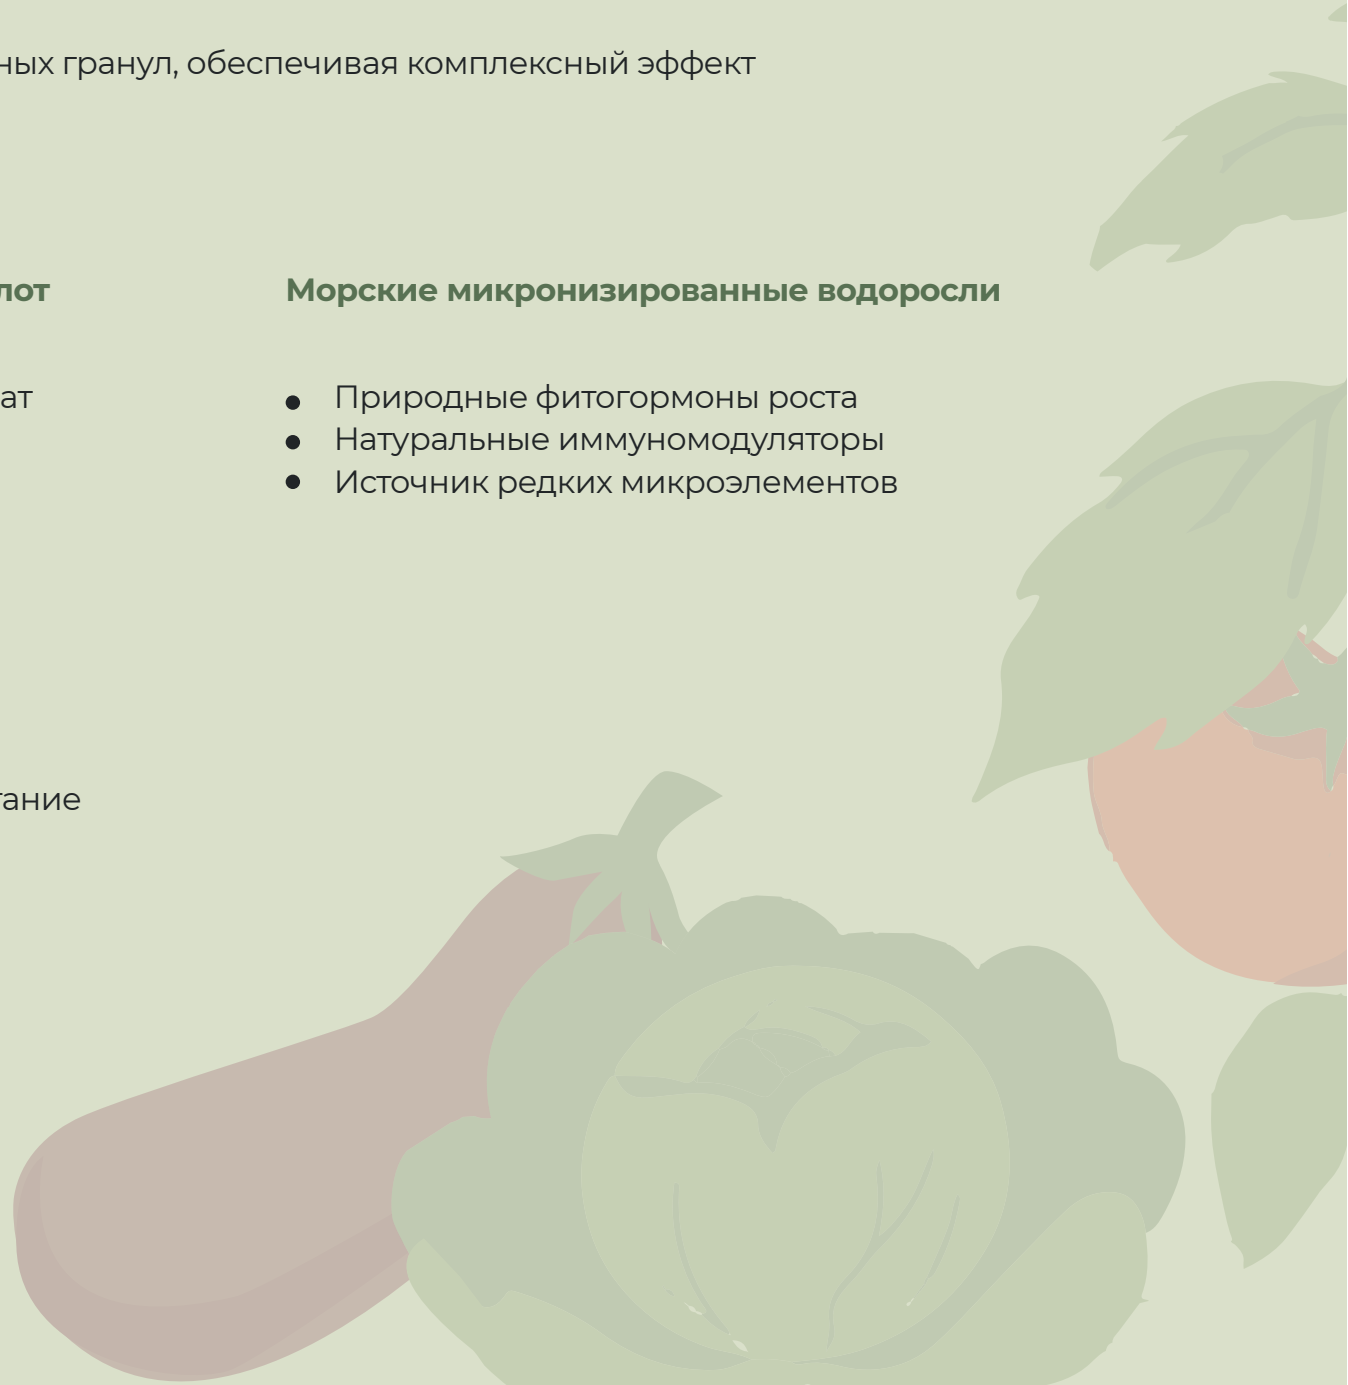 ных гранул, обеспечивая комплексный эффект
лот
Морские микронизированные водоросли
ат
Природные фитогормоны роста
Натуральные иммуномодуляторы
Источник редких микроэлементов
тание